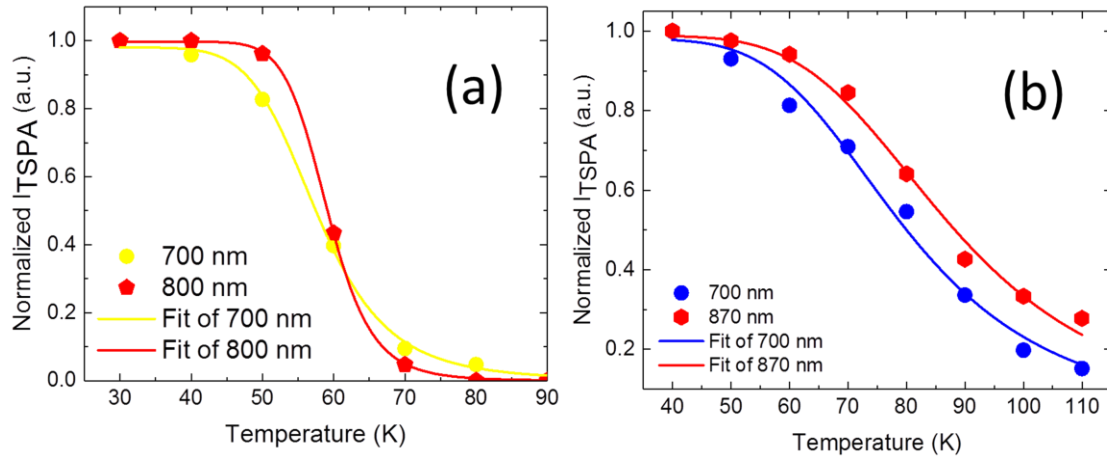 (a)
Normalized I_TSPA (a.u.)
1.0
0.8
0.6
0.4
0.2
0.0
700 nm
800 nm
Fit of 700 nm
Fit of 800 nm
30 40 50 60 70 80 90
Temperature (K)
(b)
Normalized I_TSPA (a.u.)
1.0
0.8
0.6
0.4
0.2
700 nm
870 nm
Fit of 700 nm
Fit of 870 nm
40 50 60 70 80 90 100 110
Temperature (K)